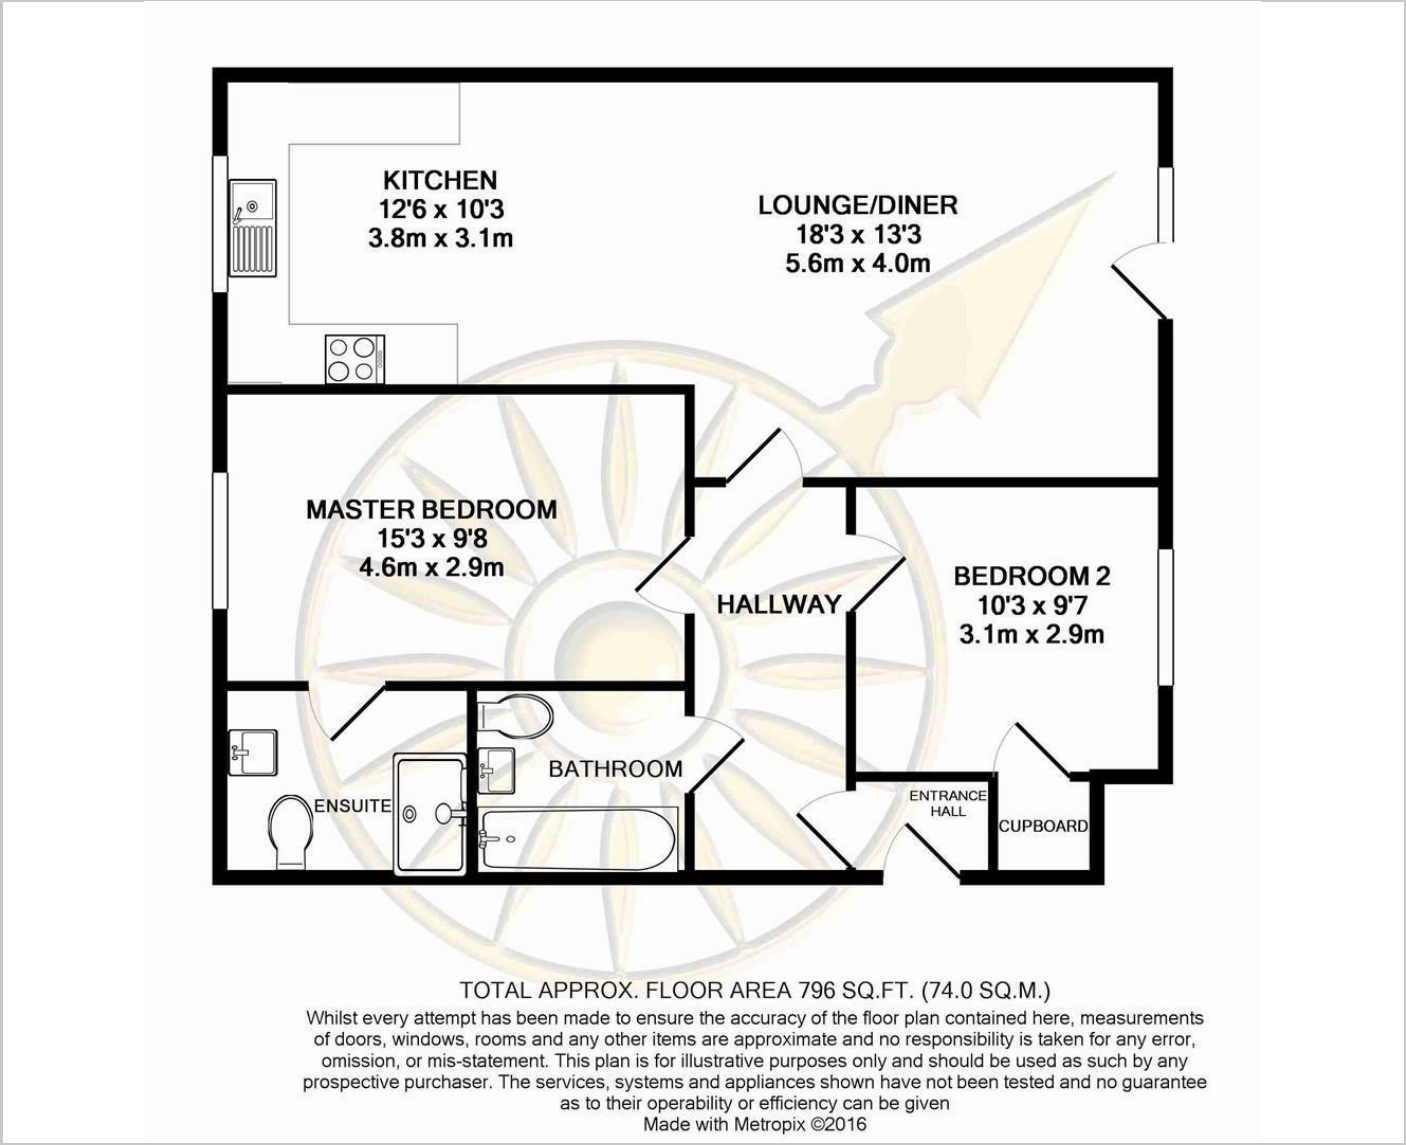 KITCHEN
12'6 x 10'3
3.8m x 3.1m
LOUNGE/DINER
18'3 x 13'3
5.6m x 4.0m
MASTER BEDROOM
15'3 x 9'8
4.6m x 2.9m
HALLWAY
BEDROOM 2
10'3 x 9'7
3.1m x 2.9m
ENSUITE
BATHROOM
ENTRANCE
HALL
CUPBOARD
TOTAL APPROX. FLOOR AREA 796 SQ.FT. (74.0 SQ.M.)
Whilst every attempt has been made to ensure the accuracy of the floor plan contained here, measurements
of doors, windows, rooms and any other items are approximate and no responsibility is taken for any error,
omission, or mis-statement. This plan is for illustrative purposes only and should be used as such by any
prospective purchaser. The services, systems and appliances shown have not been tested and no guarantee
as to their operability or efficiency can be given
Made with Metropix ©2016